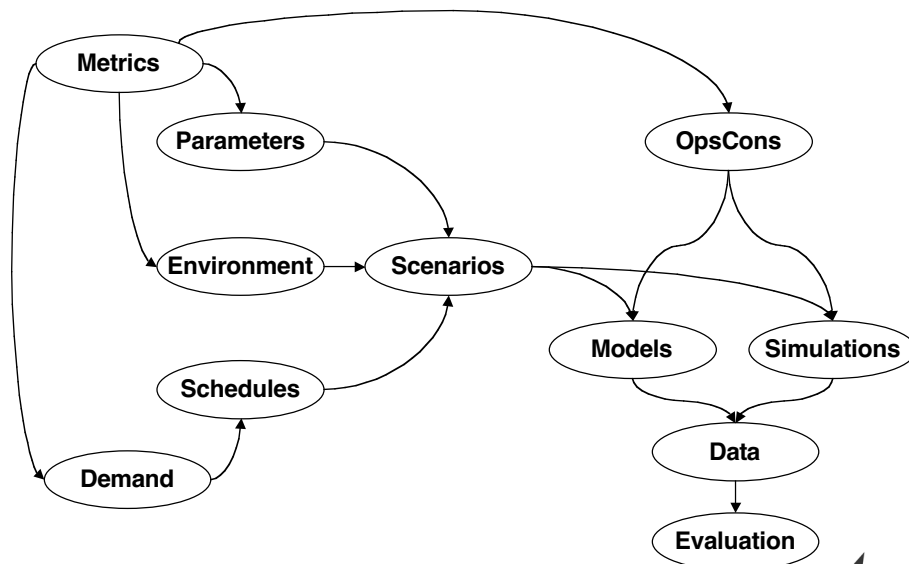 Metrics
Parameters
OpsCons
Environment
Scenarios
Models
Simulations
Schedules
Data
Demand
Evaluation